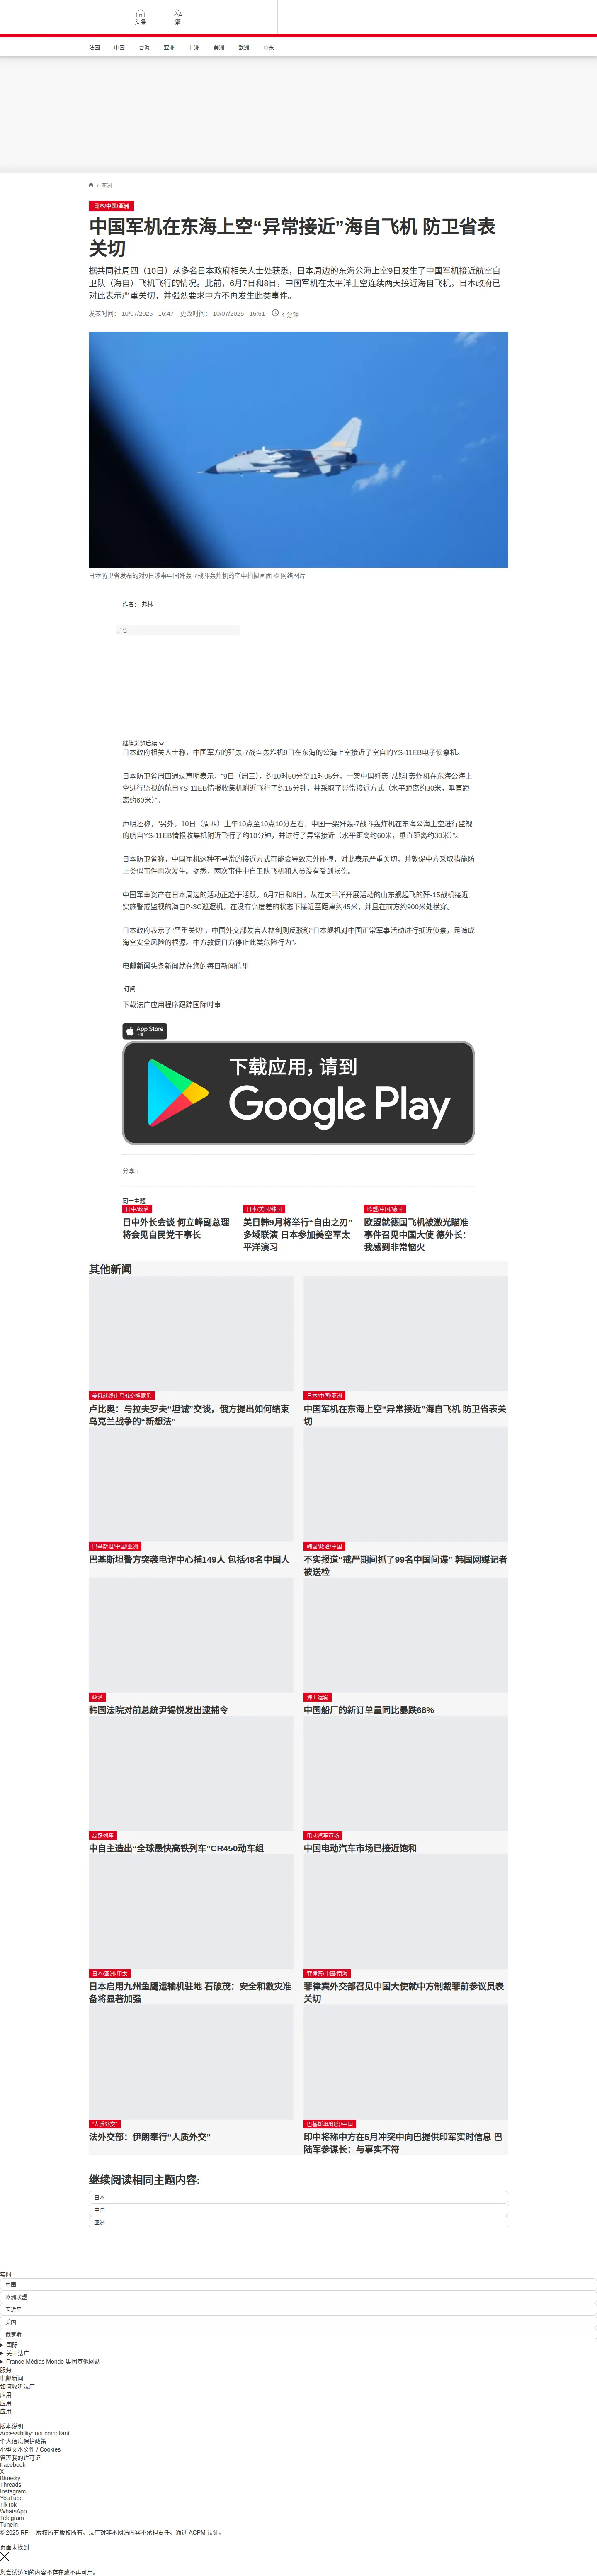 头条
繁
法国
中国
台海
亚洲
非洲
美洲
欧洲
中东
/ 亚洲
日本/中国/亚洲
中国军机在东海上空“异常接近”海自飞机 防卫省表
关切
据共同社周四（10日）从多名日本政府相关人士处获悉，日本周边的东海公海上空9日发生了中国军机接近航空自
卫队（海自）飞机飞行的情况。此前，6月7日和8日，中国军机在太平洋上空连续两天接近海自飞机，日本政府已
对此表示严重关切，并强烈要求中方不再发生此类事件。
发表时间： 10/07/2025 - 16:47 更改时间： 10/07/2025 - 16:51 4 分钟
日本防卫省发布的对9日涉事中国歼轰-7战斗轰炸机的空中拍摄画面 © 网络图片
作者： 弗林
广告
继续浏览后续
日本政府相关人士称，中国军方的歼轰-7战斗轰炸机9日在东海的公海上空接近了空自的YS-11EB电子侦察机。
日本防卫省周四通过声明表示，“9日（周三），约10时50分至11时05分，一架中国歼轰-7战斗轰炸机在东海公海上
空进行监视的航自YS-11EB情报收集机附近飞行了约15分钟，并采取了异常接近方式（水平距离约30米，垂直距
离约60米）”。
声明还称，“另外，10日（周四）上午10点至10点10分左右，中国一架歼轰-7战斗轰炸机在东海公海上空进行监视
的航自YS-11EB情报收集机附近飞行了约10分钟，并进行了异常接近（水平距离约60米，垂直距离约30米）”。
日本防卫省称，中国军机这种不寻常的接近方式可能会导致意外碰撞，对此表示严重关切，并敦促中方采取措施防
止类似事件再次发生。据悉，两次事件中自卫队飞机和人员没有受到损伤。
中国军事资产在日本周边的活动正趋于活跃。6月7日和8日，从在太平洋开展活动的山东舰起飞的歼-15战机接近
实施警戒监视的海自P-3C巡逻机，在没有高度差的状态下接近至距离约45米，并且在前方约900米处横穿。
日本政府表示了“严重关切”，中国外交部发言人林剑则反驳称“日本舰机对中国正常军事活动进行抵近侦察，是造成
海空安全风险的根源。中方敦促日方停止此类危险行为”。
电邮新闻头条新闻就在您的每日新闻信里
订阅
下载法广应用程序跟踪国际时事
App Store
下载
下载应用，请到
Google Play
分享 :
同一主题
日中/政治
日中外长会谈 何立峰副总理
将会见自民党干事长
日本/美国/韩国
美日韩9月将举行“自由之刃”
多域联演 日本参加美空军太
平洋演习
欧盟/中国/德国
欧盟就德国飞机被激光瞄准
事件召见中国大使 德外长：
我感到非常恼火
其他新闻
美俄就终止乌战交换意见
卢比奥：与拉夫罗夫“坦诚”交谈，俄方提出如何结束
乌克兰战争的“新想法”
日本/中国/亚洲
中国军机在东海上空“异常接近”海自飞机 防卫省表关
切
巴基斯坦/中国/亚洲
巴基斯坦警方突袭电诈中心捕149人 包括48名中国人
韩国/政治/中国
不实报道“戒严期间抓了99名中国间谍” 韩国网媒记者
被送检
政治
韩国法院对前总统尹锡悦发出逮捕令
海上运输
中国船厂的新订单量同比暴跌68%
高铁列车
中自主造出“全球最快高铁列车”CR450动车组
电动汽车市场
中国电动汽车市场已接近饱和
日本/亚洲/印太
日本启用九州鱼鹰运输机驻地 石破茂：安全和救灾准
备将显著加强
菲律宾/中国/南海
菲律宾外交部召见中国大使就中方制裁菲前参议员表
关切
“人质外交”
法外交部：伊朗奉行“人质外交”
巴基斯坦/印度/中国
印中将称中方在5月冲突中向巴提供印军实时信息 巴
陆军参谋长：与事实不符
继续阅读相同主题内容:
日本
中国
亚洲
实时
中国
欧洲联盟
习近平
美国
俄罗斯
国际
关于法广
France Médias Monde 集团其他网站
服务
电邮新闻
如何收听法广
应用
应用
应用
版本说明
Accessibility: not compliant
个人信息保护政策
小型文本文件 / Cookies
管理我的许可证
Facebook
X
Bluesky
Threads
Instagram
YouTube
TikTok
WhatsApp
Telegram
TuneIn
© 2025 RFI – 版权所有版权所有。法广对非本网站内容不承担责任。通过 ACPM 认证。
页面未找到
您尝试访问的内容不存在或不再可用。